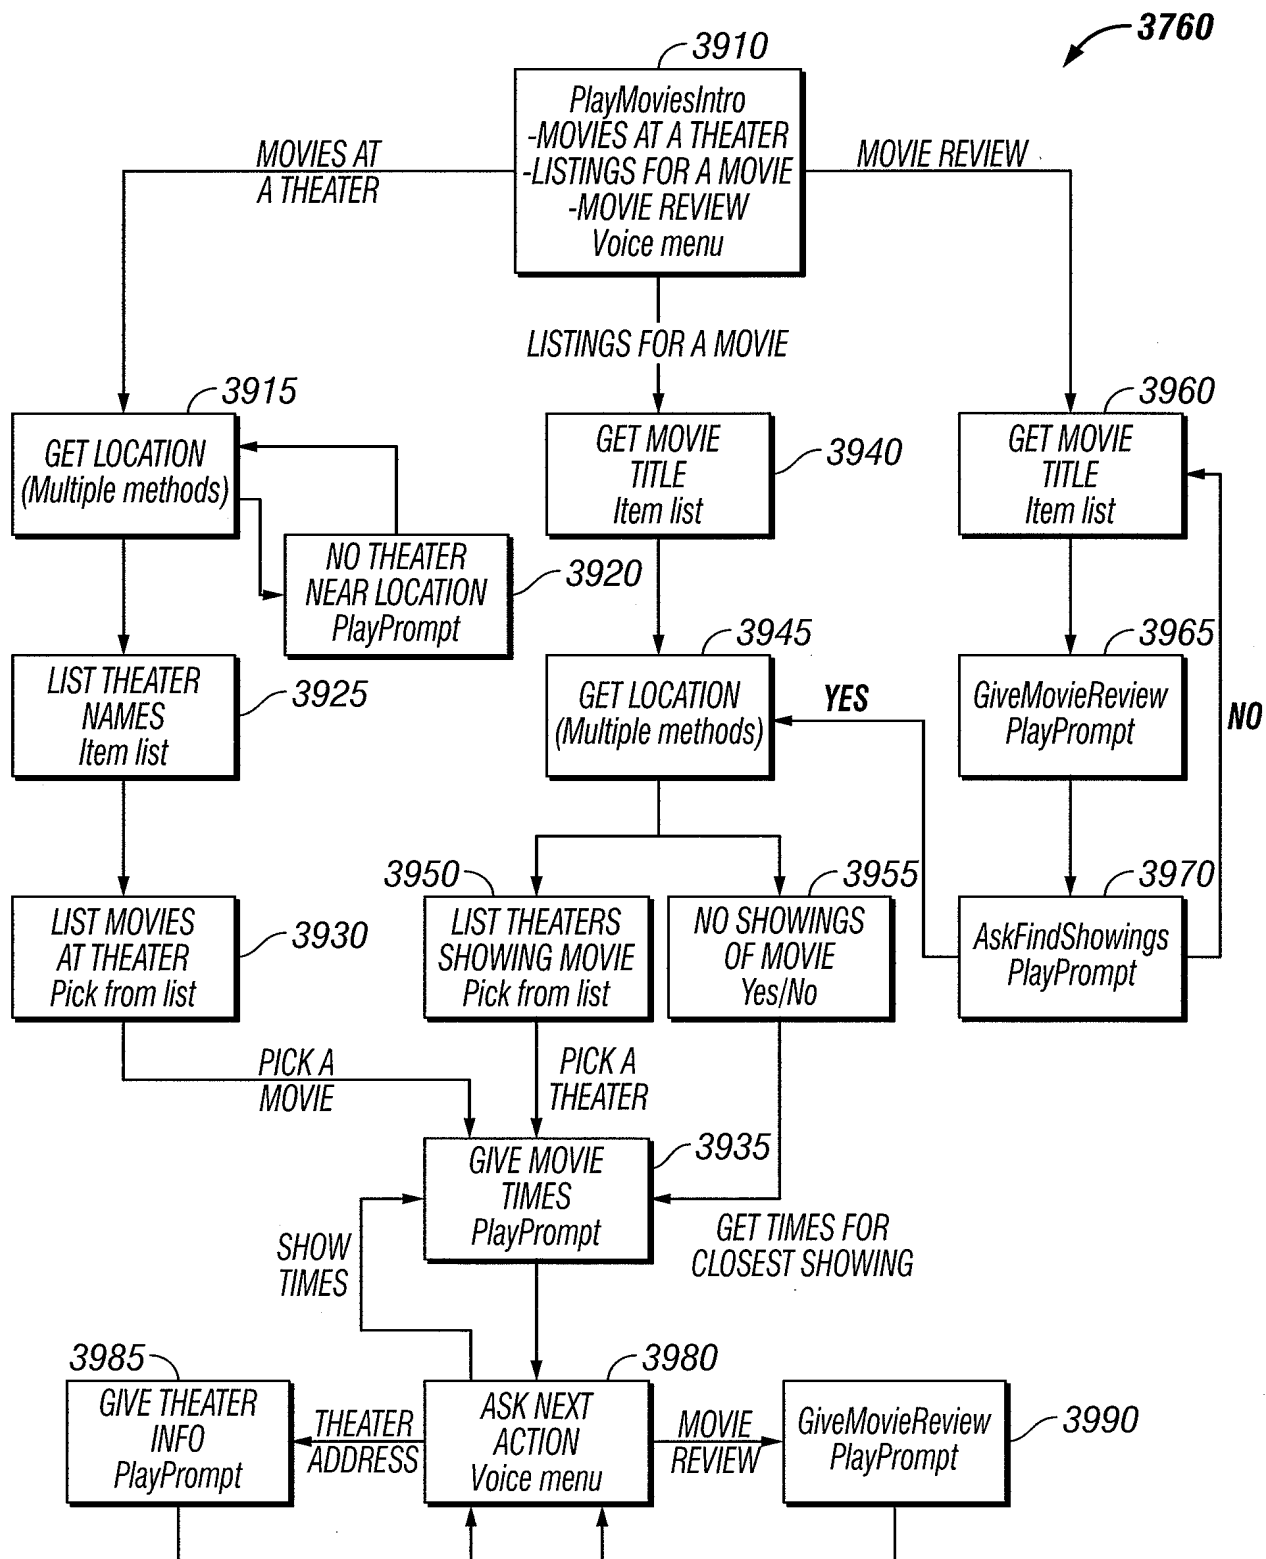 3760
3910
PlayMoviesIntro
-MOVIES AT A THEATER
-LISTINGS FOR A MOVIE
-MOVIE REVIEW
Voice menu
MOVIES AT
A THEATER
MOVIE REVIEW
LISTINGS FOR A MOVIE
3915
GET LOCATION
(Multiple methods)
3940
GET MOVIE
TITLE
Item list
3960
GET MOVIE
TITLE
Item list
3920
NO THEATER
NEAR LOCATION
PlayPrompt
3925
LIST THEATER
NAMES
Item list
3945
GET LOCATION
(Multiple methods)
YES
3965
GiveMovieReview
PlayPrompt
NO
3930
LIST MOVIES
AT THEATER
Pick from list
3950
LIST THEATERS
SHOWING MOVIE
Pick from list
3955
NO SHOWINGS
OF MOVIE
Yes/No
3970
AskFindShowings
PlayPrompt
PICK A
MOVIE
PICK A
THEATER
3935
GIVE MOVIE
TIMES
PlayPrompt
SHOW
TIMES
GET TIMES FOR
CLOSEST SHOWING
3985
GIVE THEATER
INFO
PlayPrompt
THEATER
ADDRESS
3980
ASK NEXT
ACTION
Voice menu
MOVIE
REVIEW
3990
GiveMovieReview
PlayPrompt